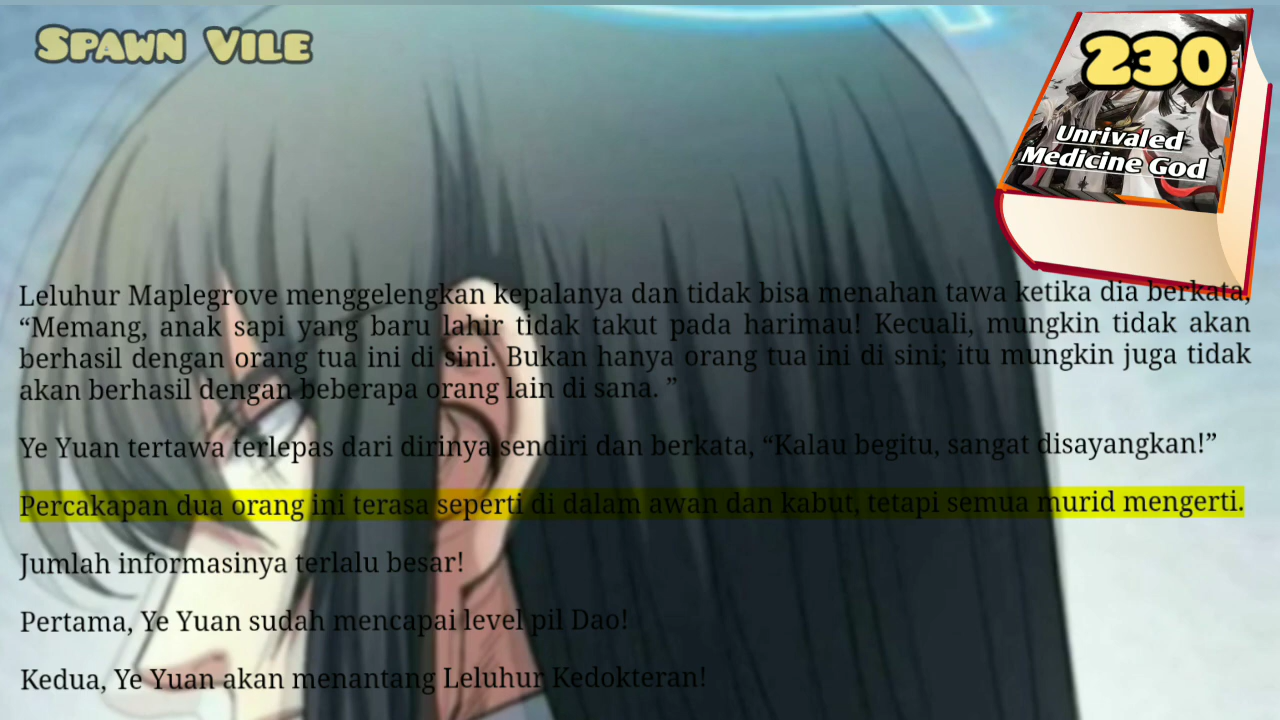 Spawn Vile
230
Unrivaled
Medicine God
Leluhur Maplegrove menggelengkan kepalanya dan tidak bisa menahan tawa ketika dia berkata,
“Memang, anak sapi yang baru lahir tidak takut pada harimau! Kecuali, mungkin tidak akan
berhasil dengan orang tua ini di sini. Bukan hanya orang tua ini di sini; itu mungkin juga tidak
akan berhasil dengan beberapa orang lain di sana. ”
Ye Yuan tertawa terlepas dari dirinya sendiri dan berkata, “Kalau begitu, sangat disayangkan!”
Percakapan dua orang ini terasa seperti di dalam awan dan kabut, tetapi semua murid mengerti.
Jumlah informasinya terlalu besar!
Pertama, Ye Yuan sudah mencapai level pil Dao!
Kedua, Ye Yuan akan menantang Leluhur Kedokteran!